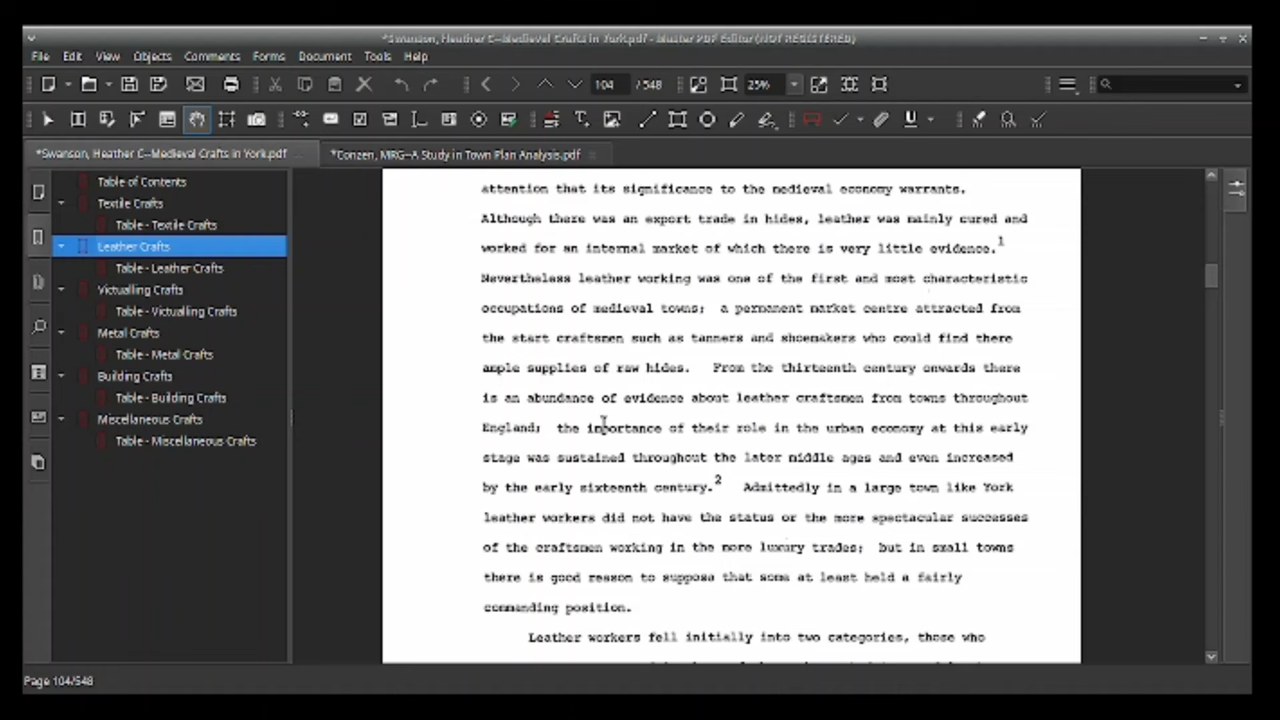 *Swanson, Heather C--Medieval Crafts in York.pdf - Master PDF Editor (NOT REGISTERED)
File Edit View Objects Comments Forms Document Tools Help
104 / 548 25%
*Swanson, Heather C--Medieval Crafts in York.pdf *Conzen, MRG--A Study in Town Plan Analysis.pdf
Table of Contents
Textile Crafts
Table - Textile Crafts
Leather Crafts
Table - Leather Crafts
Victualling Crafts
Table - Victualling Crafts
Metal Crafts
Table - Metal Crafts
Building Crafts
Table - Building Crafts
Miscellaneous Crafts
Table - Miscellaneous Crafts
attention that its significance to the medieval economy warrants.
Although there was an export trade in hides, leather was mainly cured and
worked for an internal market of which there is very little evidence.1
Nevertheless leather working was one of the first and most characteristic
occupations of medieval towns; a permanent market centre attracted from
the start craftsmen such as tanners and shoemakers who could find there
ample supplies of raw hides. From the thirteenth century onwards there
is an abundance of evidence about leather craftsmen from towns throughout
England; the importance of their role in the urban economy at this early
stage was sustained throughout the later middle ages and even increased
by the early sixteenth century.2 Admittedly in a large town like York
leather workers did not have the status or the more spectacular successes
of the craftsmen working in the more luxury trades; but in small towns
there is good reason to suppose that some at least held a fairly
commanding position.
Leather workers fell initially into two categories, those who
Page 104/548